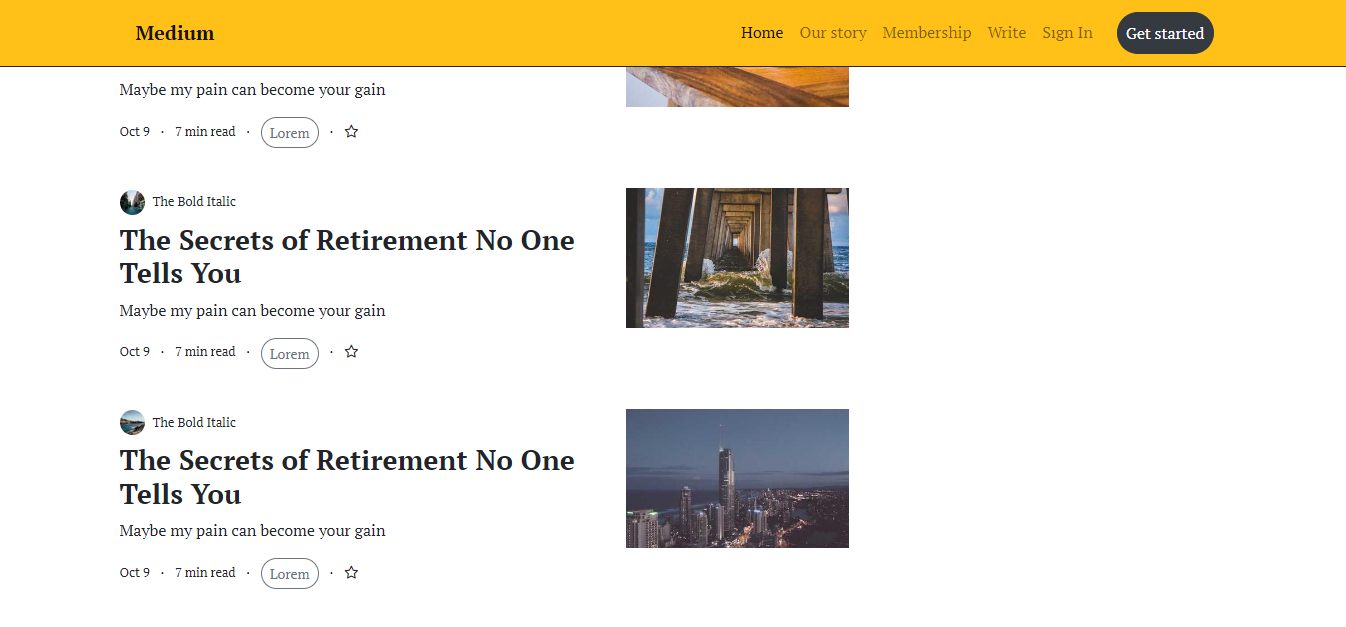 Medium Home Our story Membership Write Sign In Get started
Maybe my pain can become your gain
Oct 9 · 7 min read · Lorem ·
The Bold Italic
The Secrets of Retirement No One
Tells You
Maybe my pain can become your gain
Oct 9 · 7 min read · Lorem ·
The Bold Italic
The Secrets of Retirement No One
Tells You
Maybe my pain can become your gain
Oct 9 · 7 min read · Lorem ·